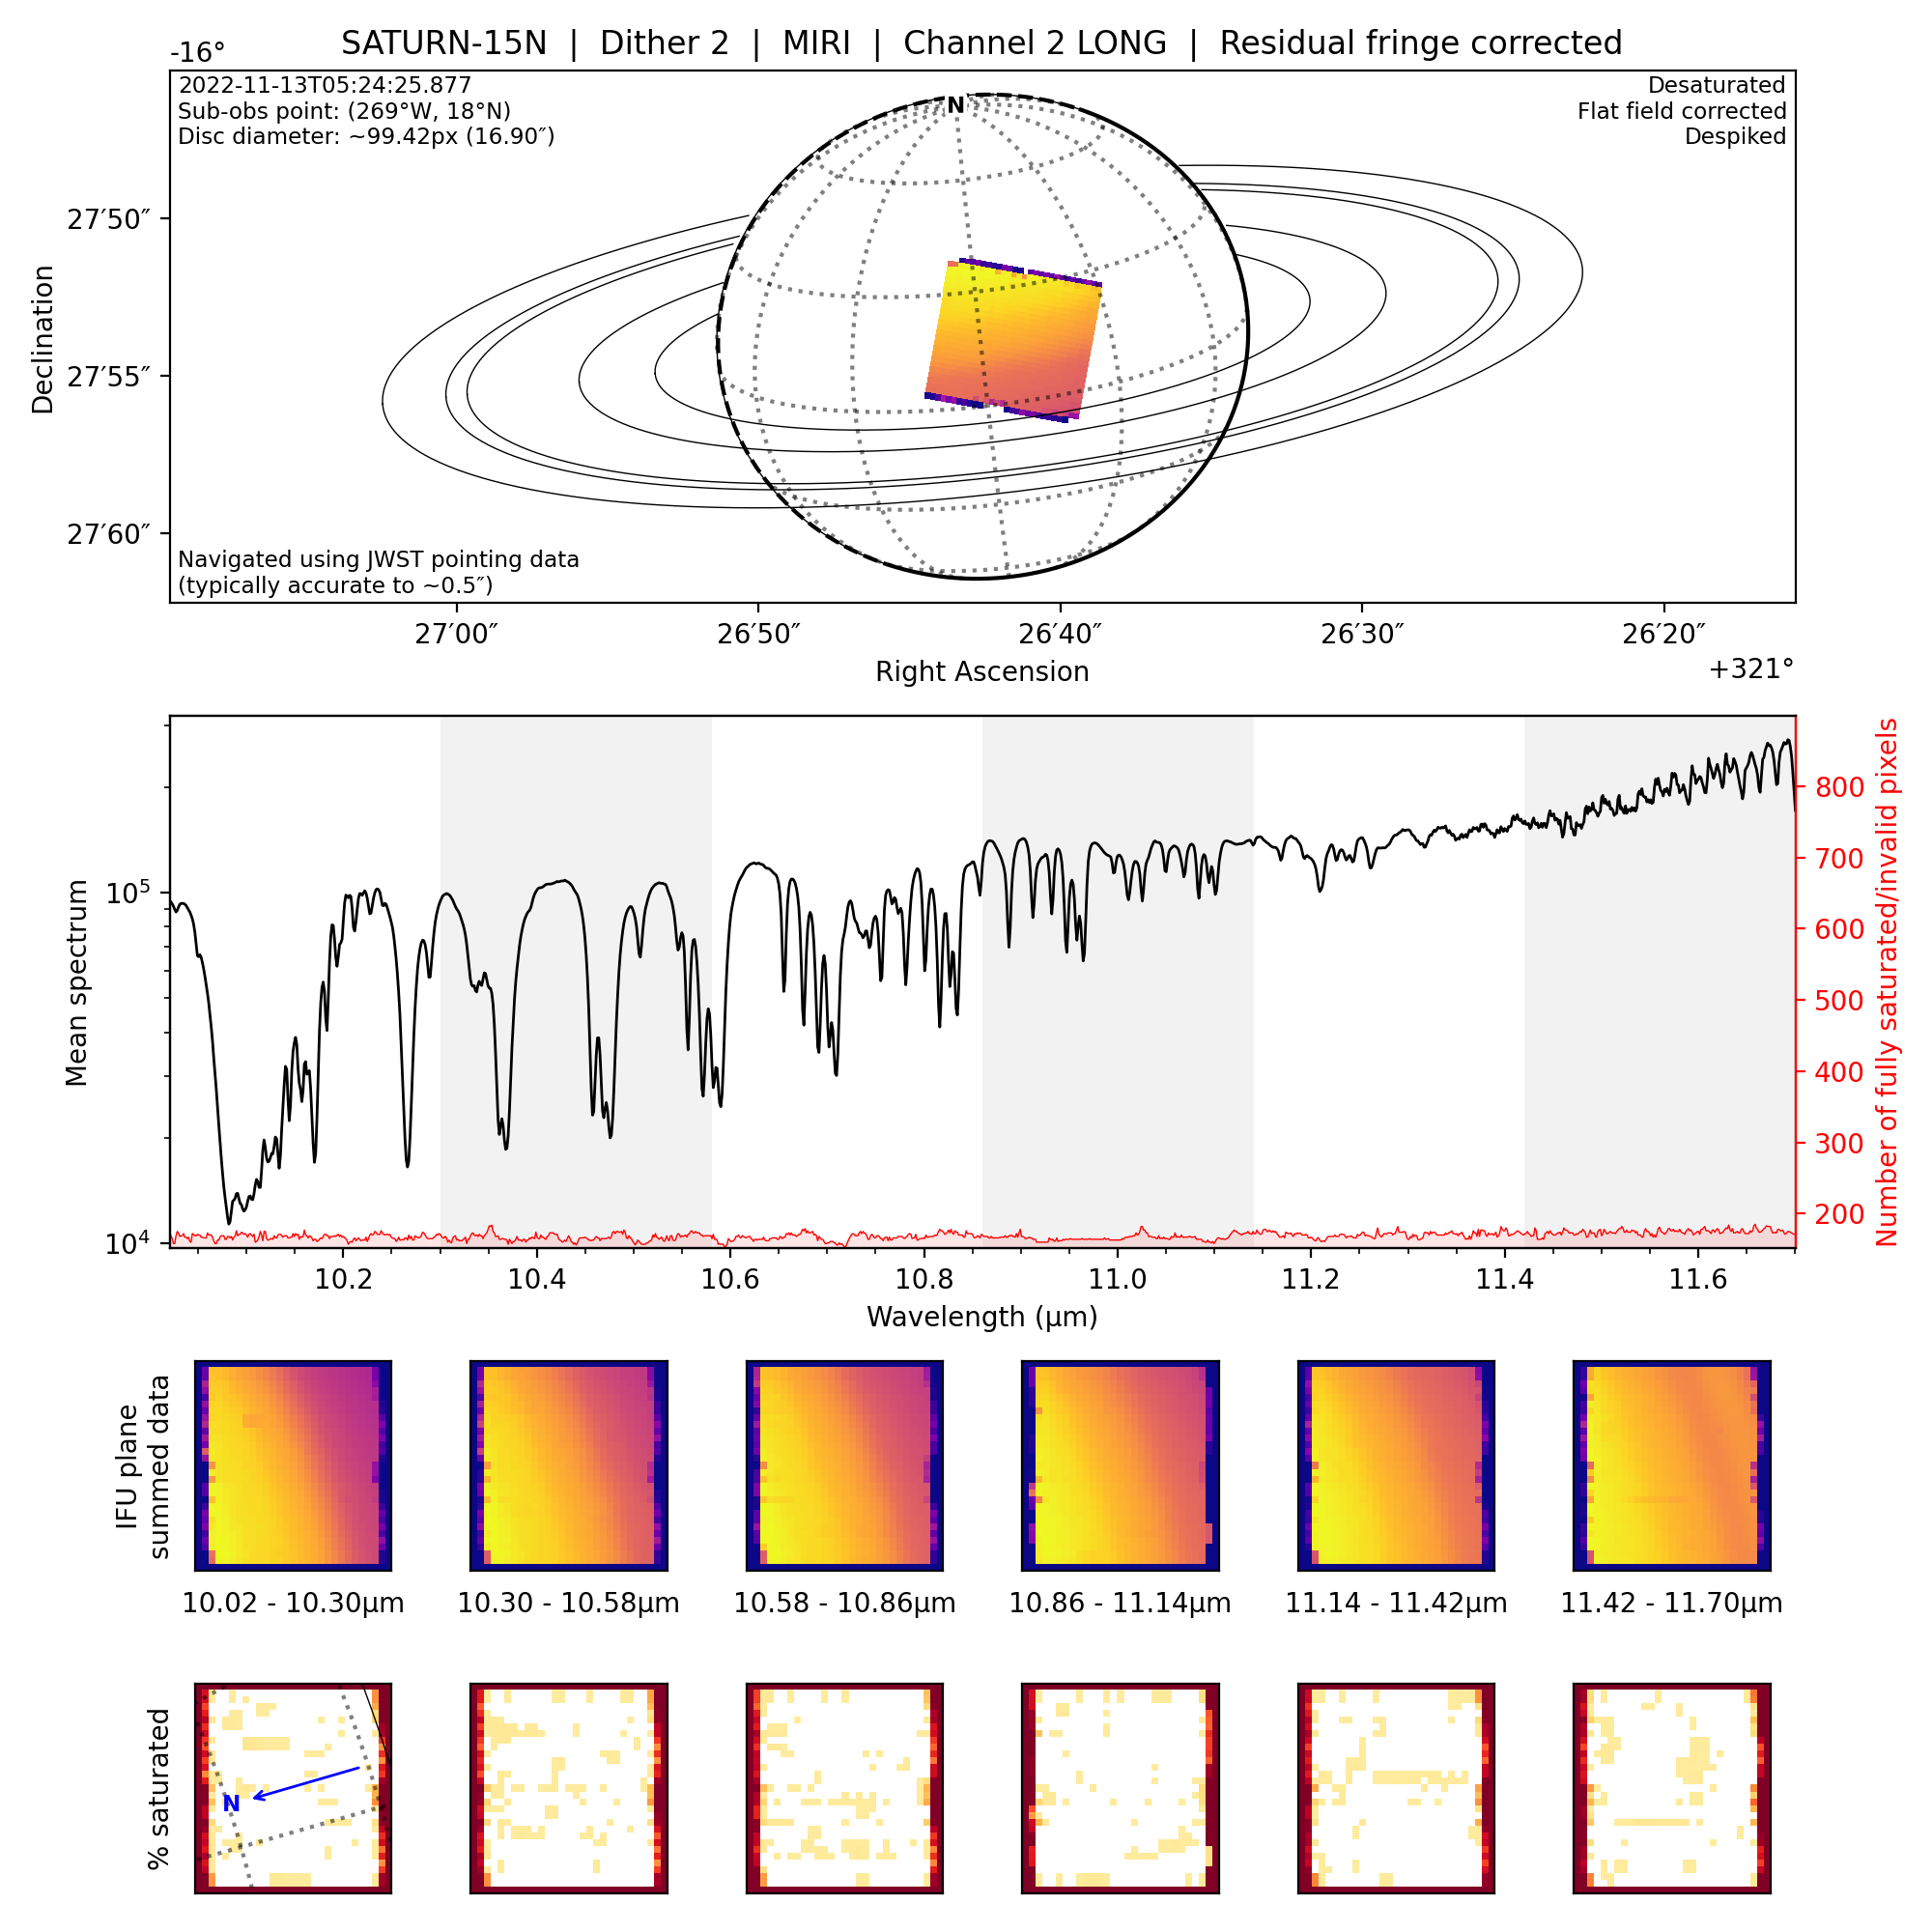 SATURN-15N | Dither 2 | MIRI | Channel 2 LONG | Residual fringe corrected
-16°
2022-11-13T05:24:25.877
Sub-obs point: (269°W, 18°N)
Disc diameter: ~99.42px (16.90″)
Desaturated
Flat field corrected
Despiked
N
27′50″
27′55″
27′60″
Declination
Navigated using JWST pointing data
(typically accurate to ~0.5″)
27′00″ 26′50″ 26′40″ 26′30″ 26′20″
Right Ascension
+321°
Mean spectrum
10⁵
10⁴
800
700
600
500
400
300
200
Number of fully saturated/invalid pixels
10.2 10.4 10.6 10.8 11.0 11.2 11.4 11.6
Wavelength (µm)
IFU plane
summed data
10.02 - 10.30µm 10.30 - 10.58µm 10.58 - 10.86µm 10.86 - 11.14µm 11.14 - 11.42µm 11.42 - 11.70µm
% saturated
N